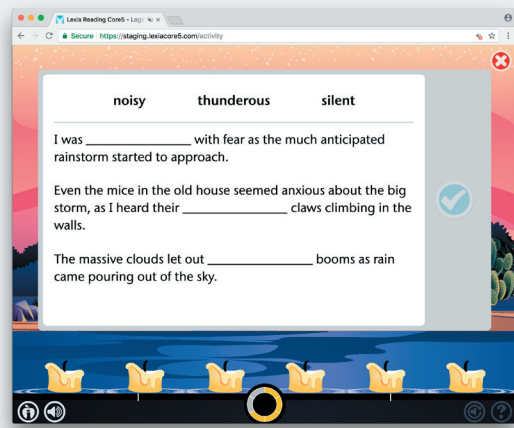 Lexia Reading Core5 - Logi
Secure https://staging.lexiacore5.com/activity
noisy thunderous silent
I was ________________ with fear as the much anticipated
rainstorm started to approach.
Even the mice in the old house seemed anxious about the big
storm, as I heard their ________________ claws climbing in the
walls.
The massive clouds let out ________________ booms as rain
came pouring out of the sky.
?